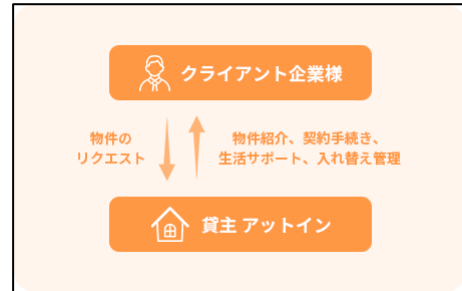 クライアント企業様
物件の
リクエスト
物件紹介、契約手続き、
生活サポート、入れ替え管理
貸主 アットイン